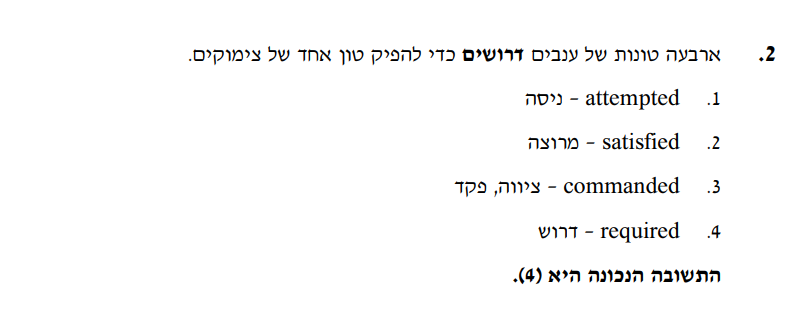 2. ארבעה טונות של ענבים דרושים כדי להפיק טון אחד של צימוקים.
1. attempted – ניסה
2. satisfied – מרוצה
3. commanded – ציווה, פקד
4. required – דרוש
התשובה הנכונה היא (4).